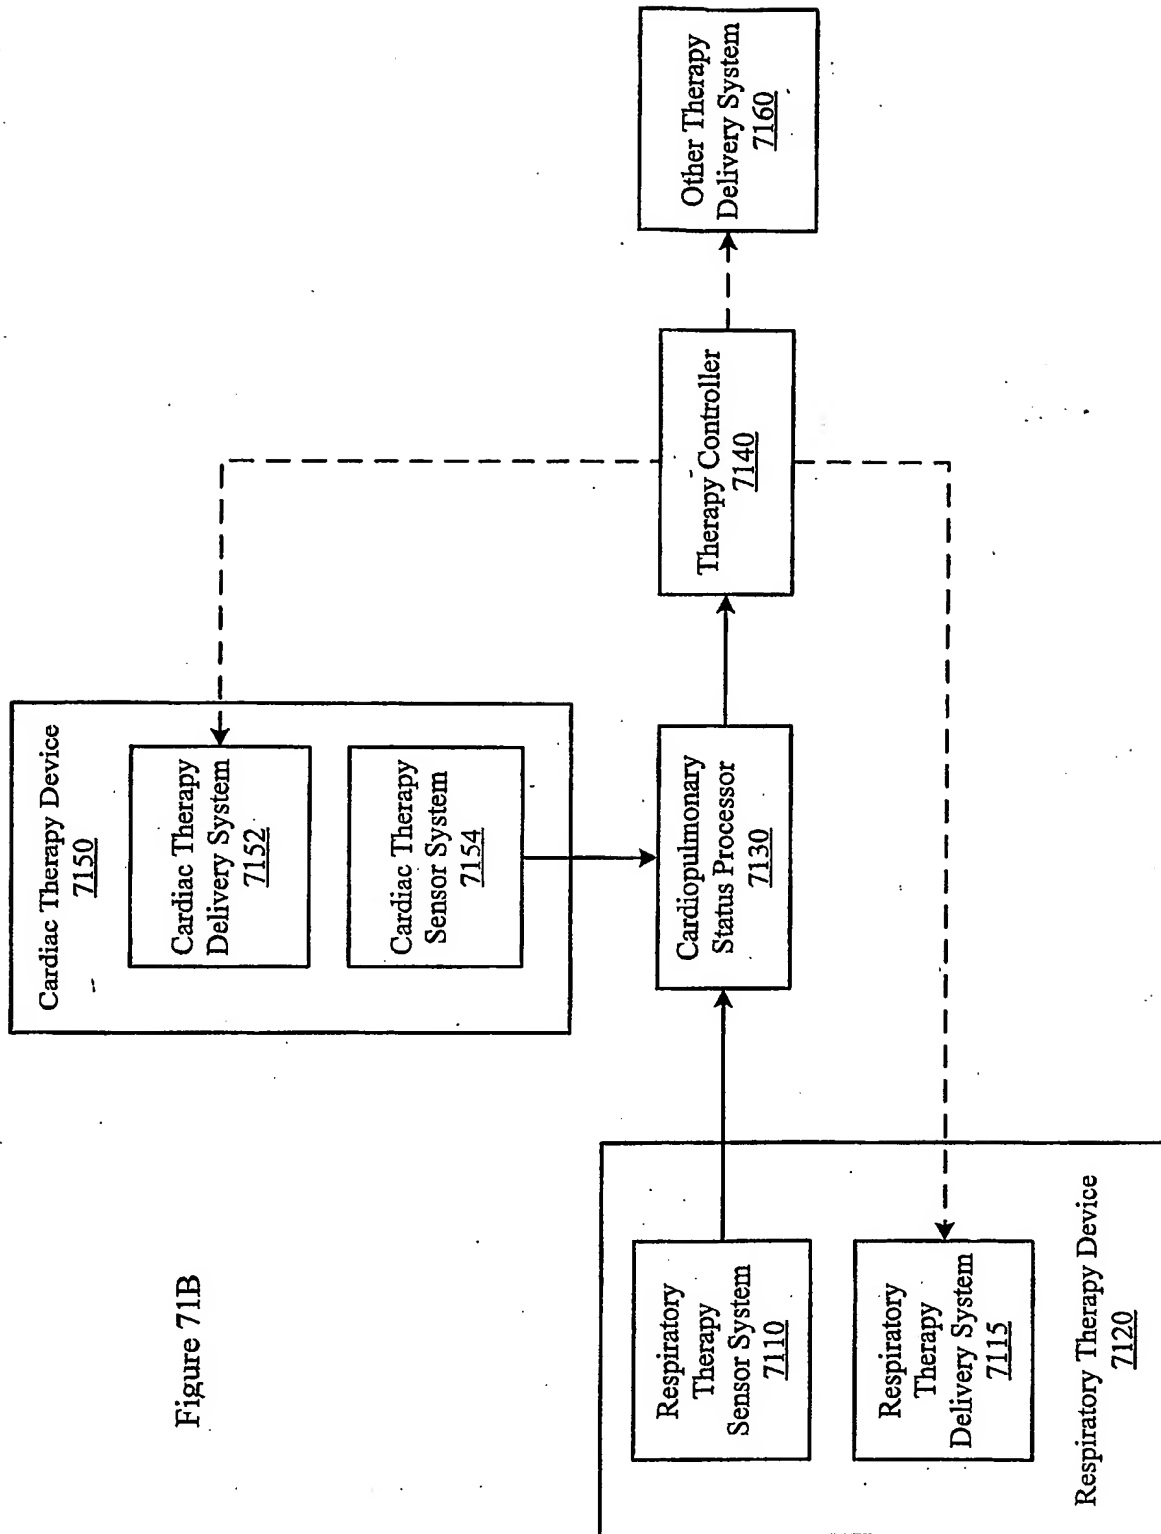 Figure 71B
Cardiac Therapy Device
7150
Cardiac Therapy
Delivery System
7152
Cardiac Therapy
Sensor System
7154
Respiratory
Therapy
Sensor System
7110
Cardiopulmonary
Status Processor
7130
Therapy Controller
7140
Other Therapy
Delivery System
7160
Respiratory
Therapy
Delivery System
7115
Respiratory Therapy Device
7120